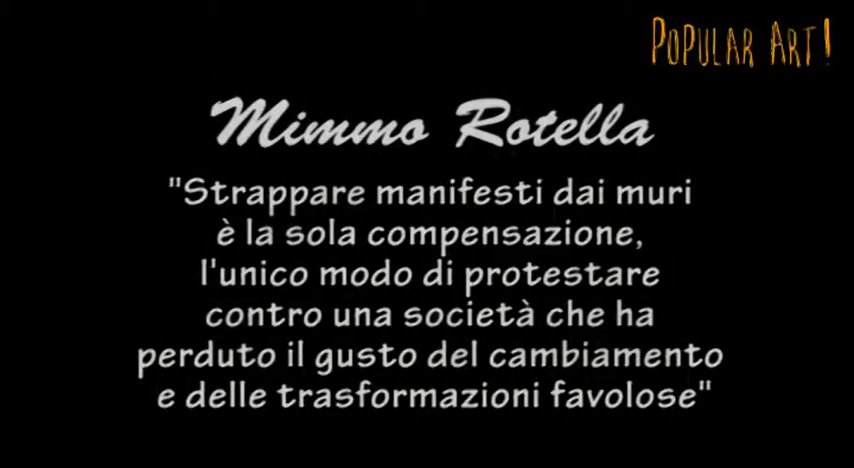 POPULAR ART!
Mimmo Rotella
"Strappare manifesti dai muri
è la sola compensazione,
l'unico modo di protestare
contro una società che ha
perduto il gusto del cambiamento
e delle trasformazioni favolose"